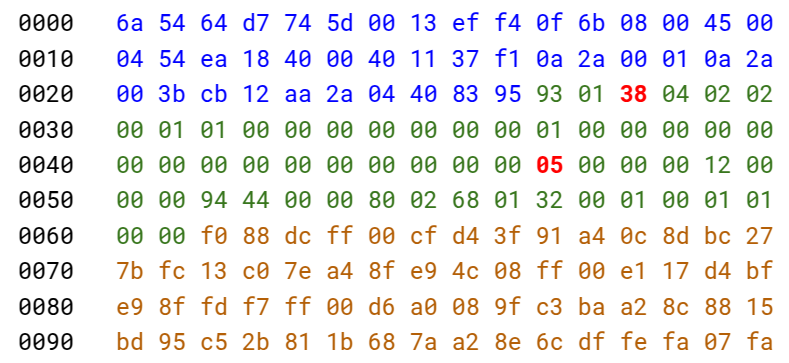 0000 6a 54 64 d7 74 5d 00 13 ef f4 0f 6b 08 00 45 00
0010 04 54 ea 18 40 00 40 11 37 f1 0a 2a 00 01 0a 2a
0020 00 3b cb 12 aa 2a 04 40 83 95 93 01 38 04 02 02
0030 00 01 01 00 00 00 00 00 00 00 01 00 00 00 00 00
0040 00 00 00 00 00 00 00 00 00 00 05 00 00 00 12 00
0050 00 00 94 44 00 00 80 02 68 01 32 00 01 00 01 01
0060 00 00 f0 88 dc ff 00 cf d4 3f 91 a4 0c 8d bc 27
0070 7b fc 13 c0 7e a4 8f e9 4c 08 ff 00 e1 17 d4 bf
0080 e9 8f fd f7 ff 00 d6 a0 08 9f c3 ba a2 8c 88 15
0090 bd 95 c5 2b 81 1b 68 7a a2 8e 6c df fe fa 07 fa